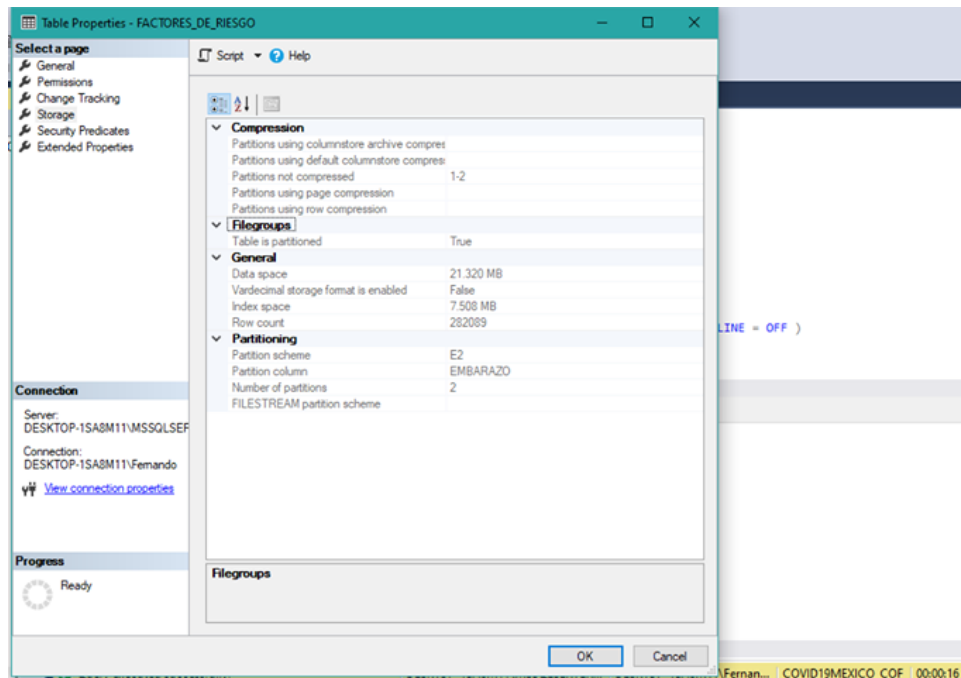 Table Properties - FACTORES_DE_RIESGO
Select a page
General
Permissions
Change Tracking
Storage
Security Predicates
Extended Properties
Script
Help
Compression
Partitions using columnstore archive compres
Partitions using default columnstore compres
Partitions not compressed 1-2
Partitions using page compression
Partitions using row compression
Filegroups
Table is partitioned True
General
Data space 21.320 MB
Vardecimal storage format is enabled False
Index space 7.508 MB
Row count 282089
Partitioning
Partition scheme E2
Partition column EMBARAZO
Number of partitions 2
FILESTREAM partition scheme
LINE = OFF )
Connection
Server:
DESKTOP-1SA8M11\MSSQLSEF
Connection:
DESKTOP-1SA8M11\Fernando
View connection properties
Progress
Ready
Filegroups
OK Cancel
\Fernan... COVID19MEXICO_COF 00:00:16